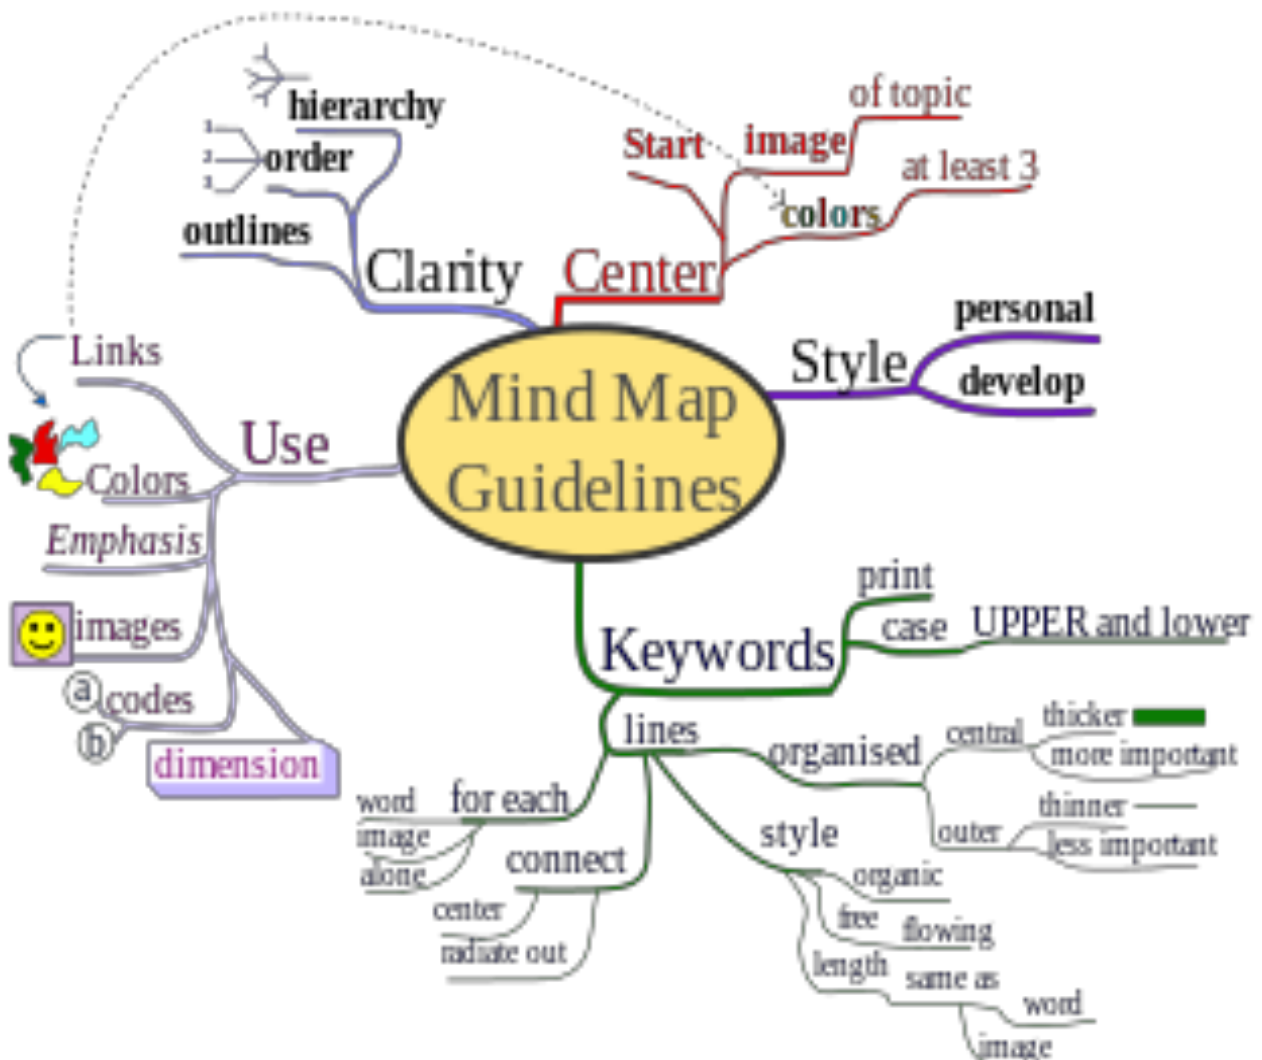 Mind Map
Guidelines
Center
Start
image
of topic
colors
at least 3
Style
personal
develop
Keywords
print
case
UPPER and lower
lines
organised
central
thicker
more important
outer
thinner
less important
style
organic
free
flowing
length
same as
word
image
connect
center
radiate out
for each
word
image
alone
Use
Links
Colors
Emphasis
images
codes
a
b
dimension
Clarity
hierarchy
order
1
2
3
outlines